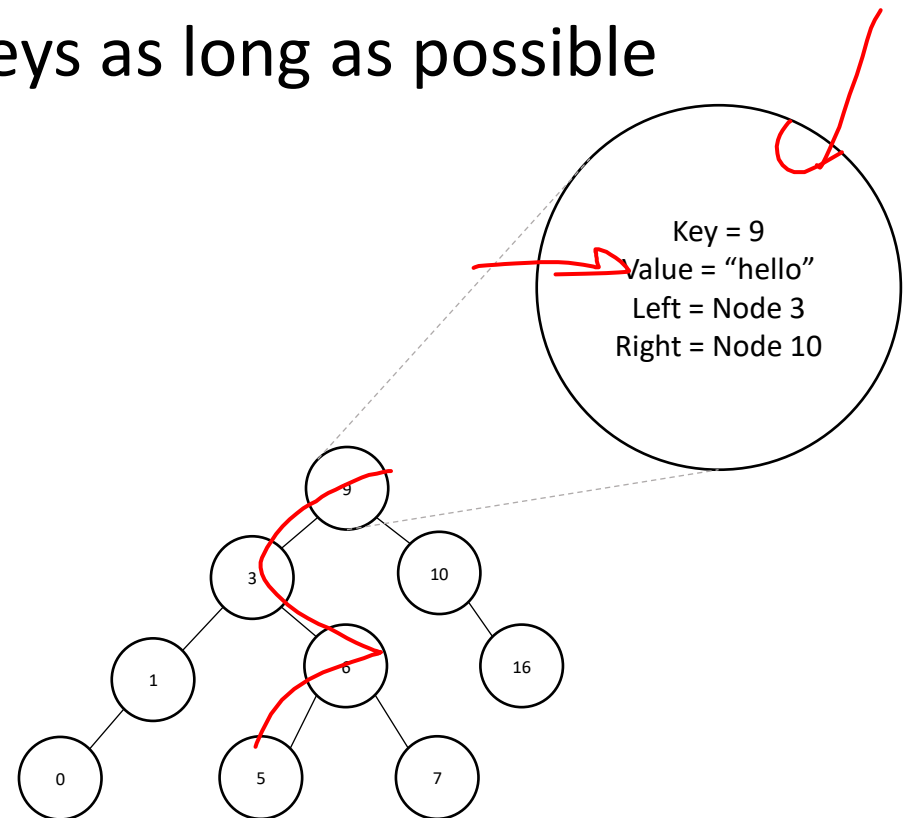 eys as long as possible
Key = 9
Value = “hello”
Left = Node 3
Right = Node 10
9
3
10
1
6
16
0
5
7